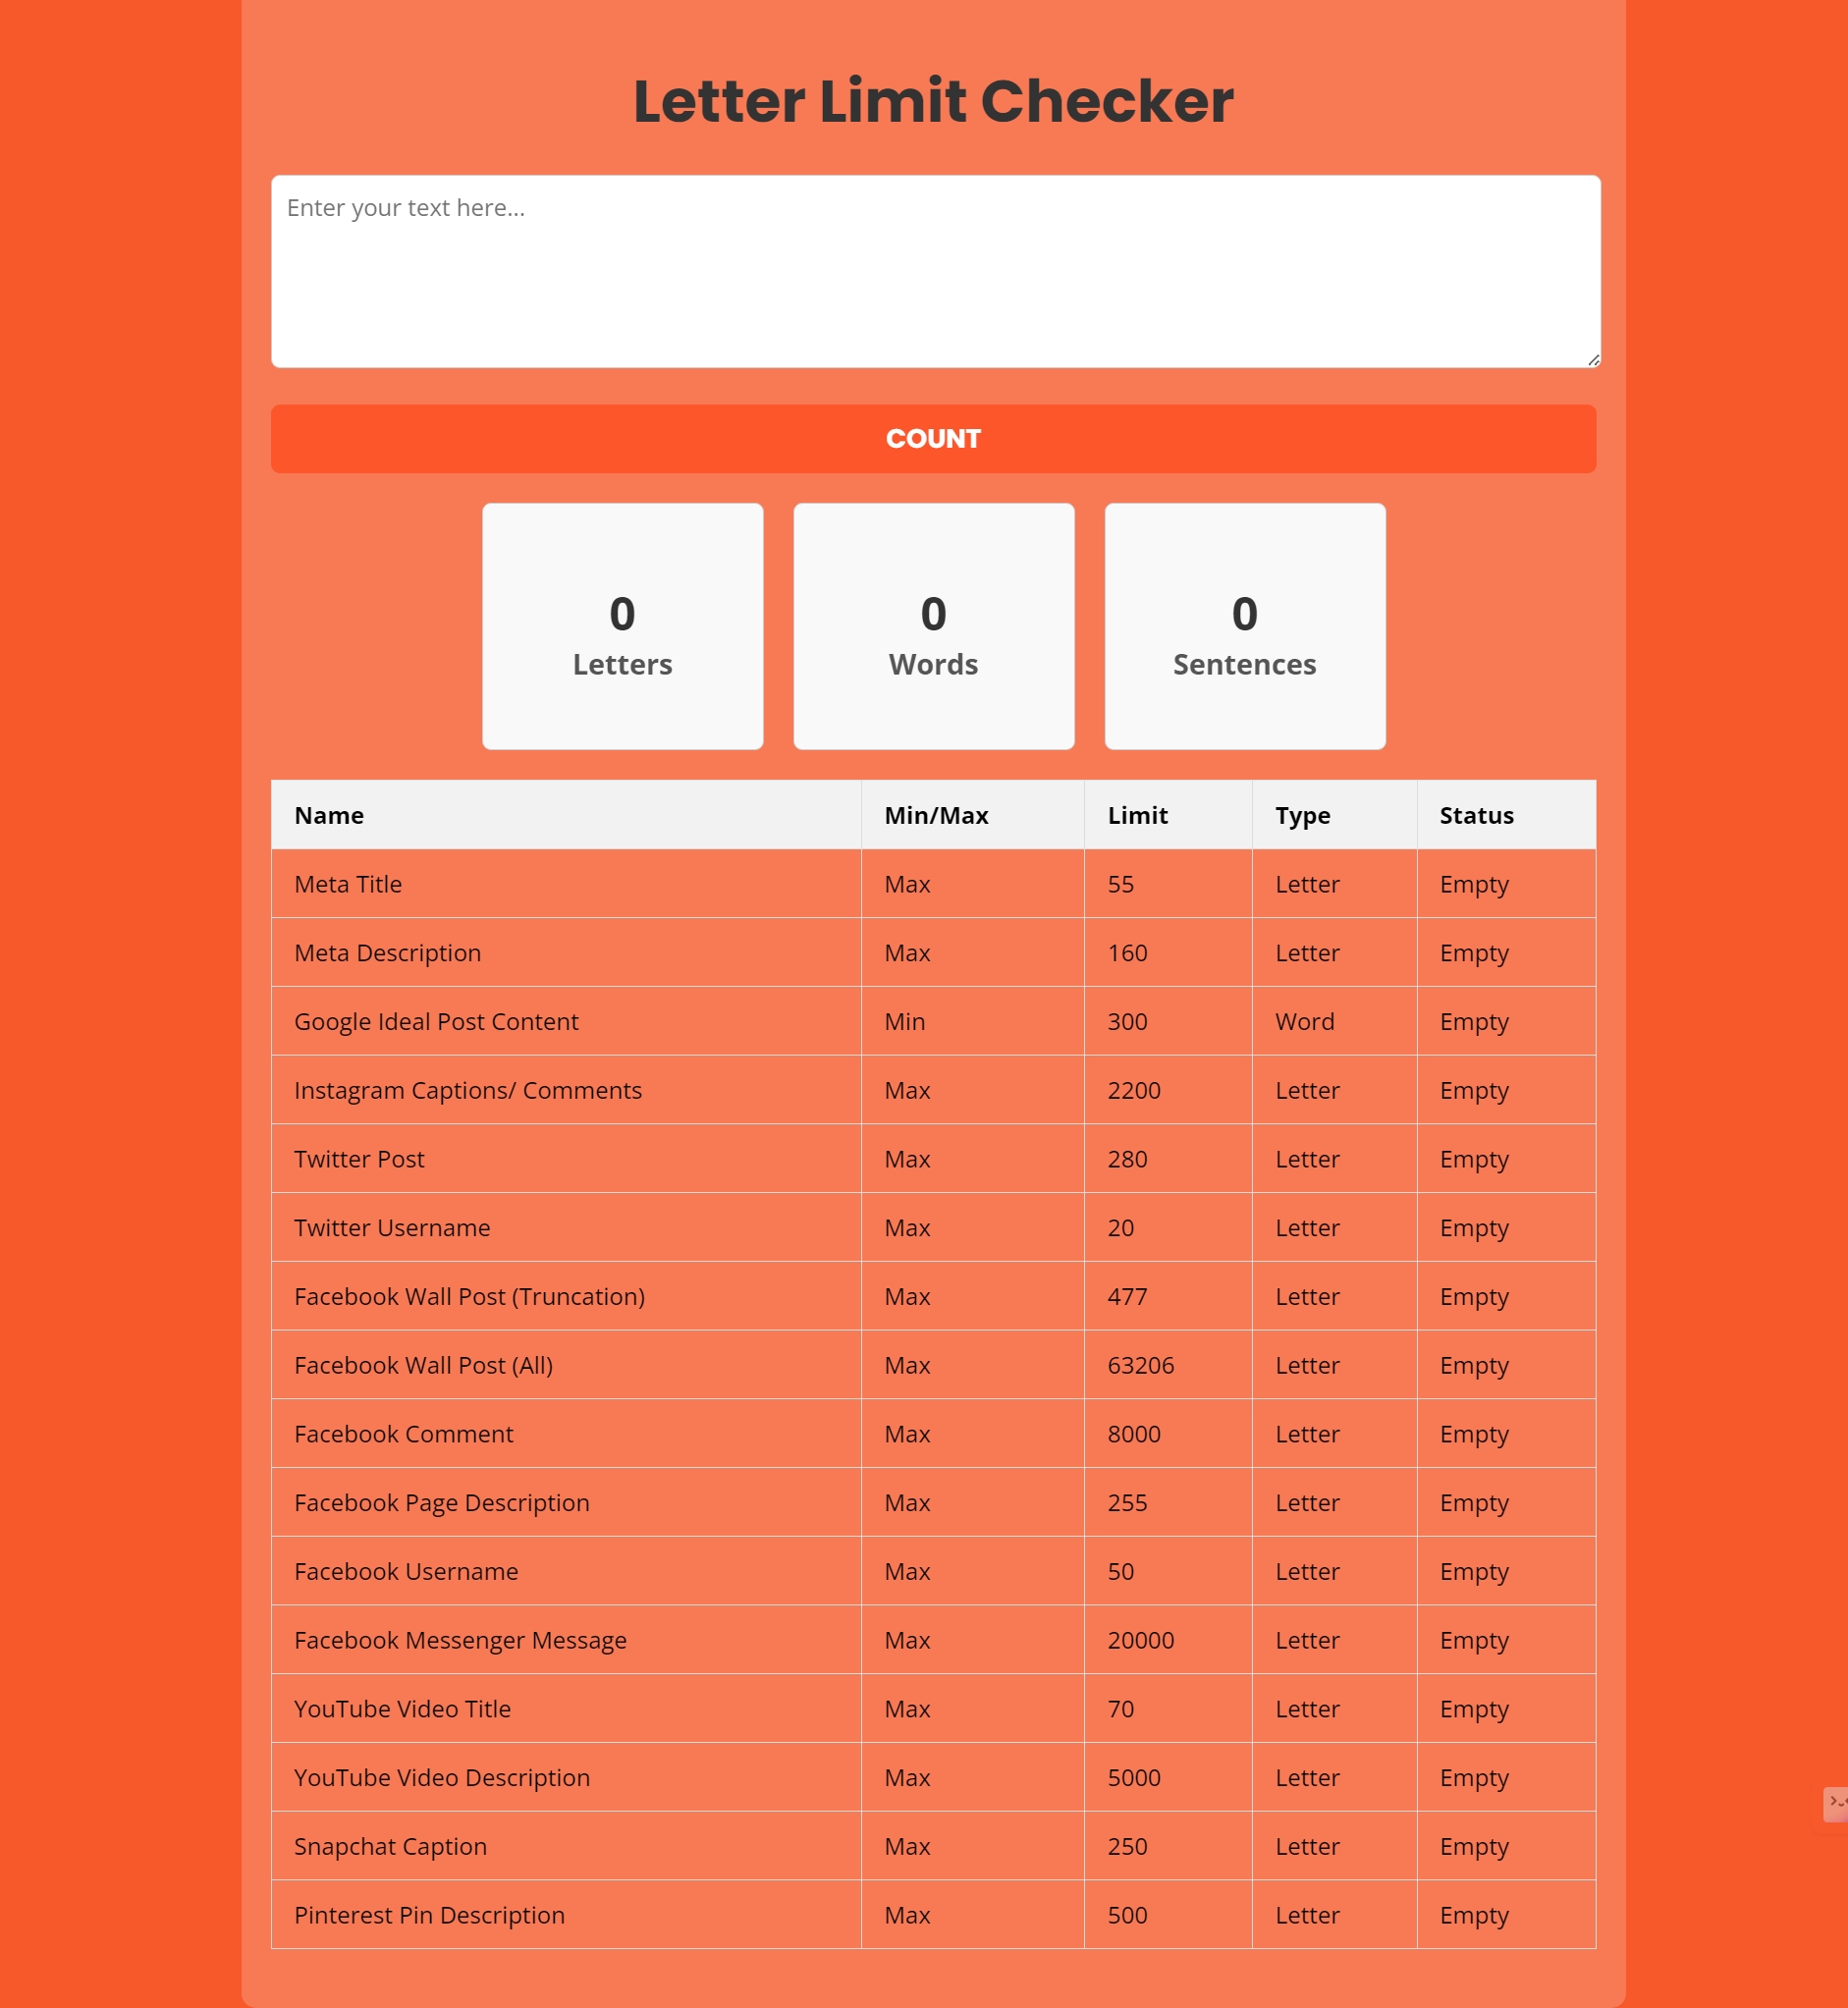 Letter Limit Checker
Enter your text here...
COUNT
0 0 0
Letters Words Sentences
Name Min/Max Limit Type Status
Meta Title Max 55 Letter Empty
Meta Description Max 160 Letter Empty
Google Ideal Post Content Min 300 Word Empty
Instagram Captions/ Comments Max 2200 Letter Empty
Twitter Post Max 280 Letter Empty
Twitter Username Max 20 Letter Empty
Facebook Wall Post (Truncation) Max 477 Letter Empty
Facebook Wall Post (All) Max 63206 Letter Empty
Facebook Comment Max 8000 Letter Empty
Facebook Page Description Max 255 Letter Empty
Facebook Username Max 50 Letter Empty
Facebook Messenger Message Max 20000 Letter Empty
YouTube Video Title Max 70 Letter Empty
YouTube Video Description Max 5000 Letter Empty
Snapchat Caption Max 250 Letter Empty
Pinterest Pin Description Max 500 Letter Empty